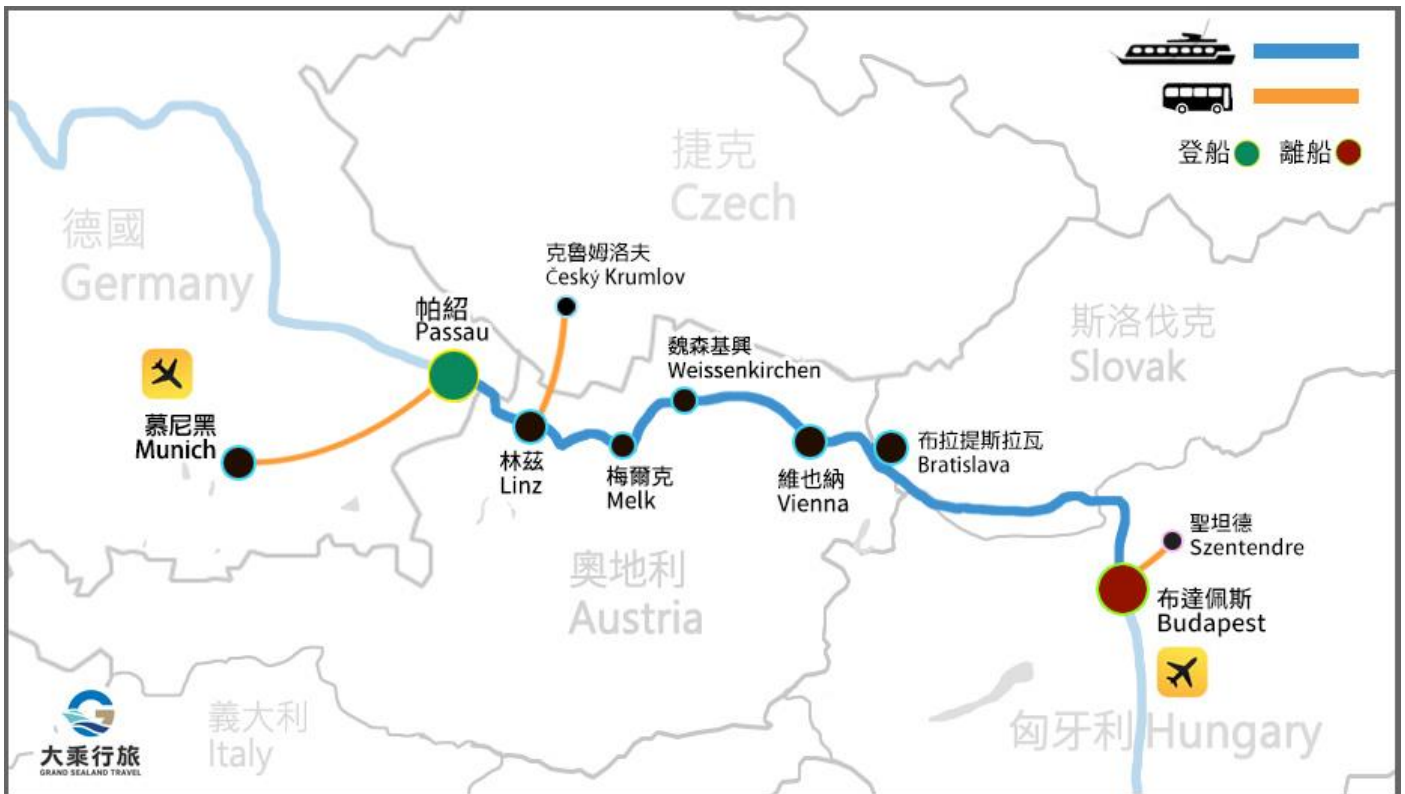 登船 離船
捷克
Czech
德國
Germany
克魯姆洛夫
Český Krumlov
帕紹
Passau
斯洛伐克
Slovak
魏森基興
Weissenkirchen
慕尼黑
Munich
林茲
Linz
梅爾克
Melk
維也納
Vienna
布拉提斯拉瓦
Bratislava
聖坦德
Szentendre
奧地利
Austria
布達佩斯
Budapest
義大利
Italy
匈牙利 Hungary
大乘行旅
GRAND SEALAND TRAVEL